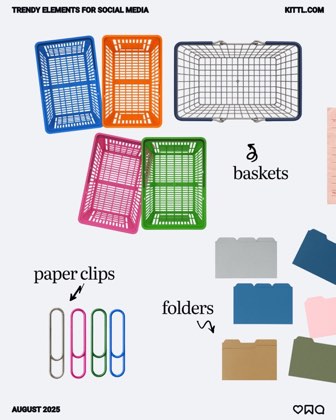 TRENDY ELEMENTS FOR SOCIAL MEDIA
KITTL.COM
baskets
paper clips
folders
AUGUST 2025